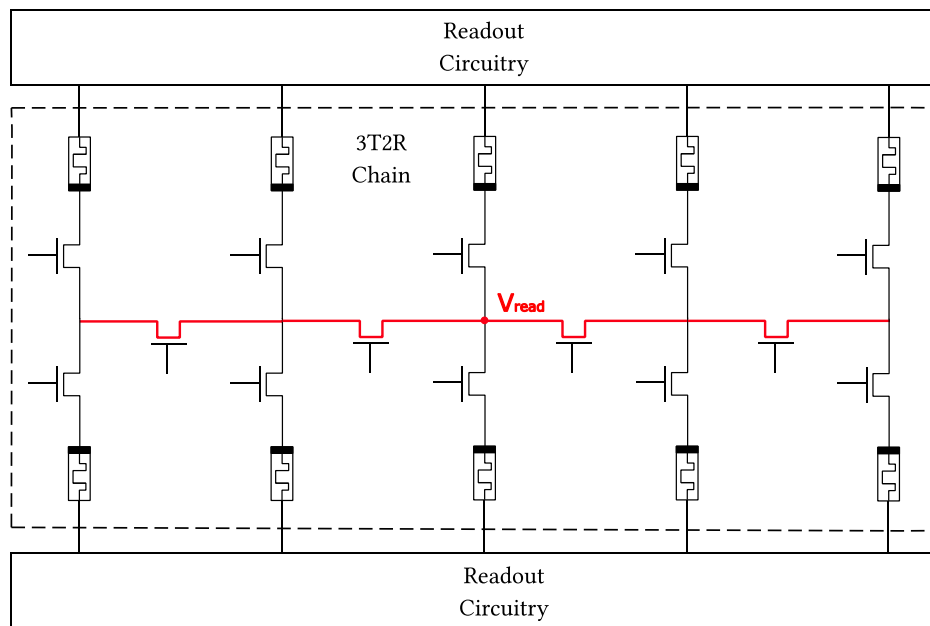 Readout
Circuitry
3T2R
Chain
Vread
Readout
Circuitry